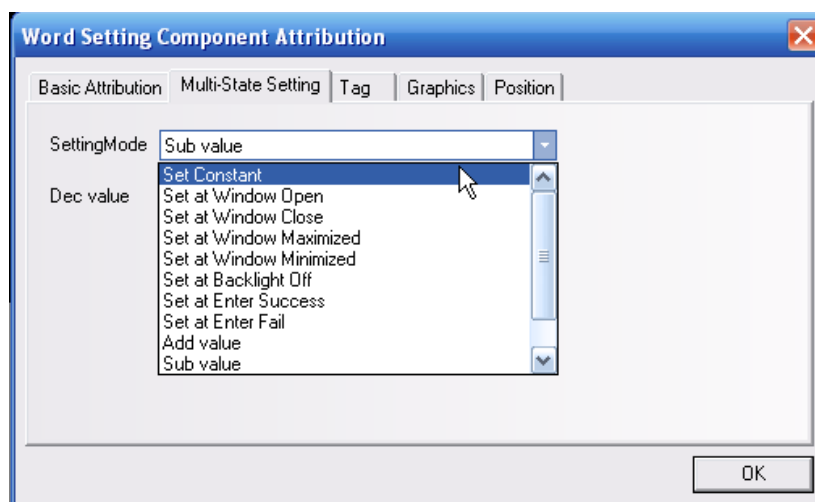 Word Setting Component Attribution
Basic Attribution Multi-State Setting Tag Graphics Position
SettingMode Sub value
Set Constant
Dec value Set at Window Open
Set at Window Close
Set at Window Maximized
Set at Window Minimized
Set at Backlight Off
Set at Enter Success
Set at Enter Fail
Add value
Sub value
OK